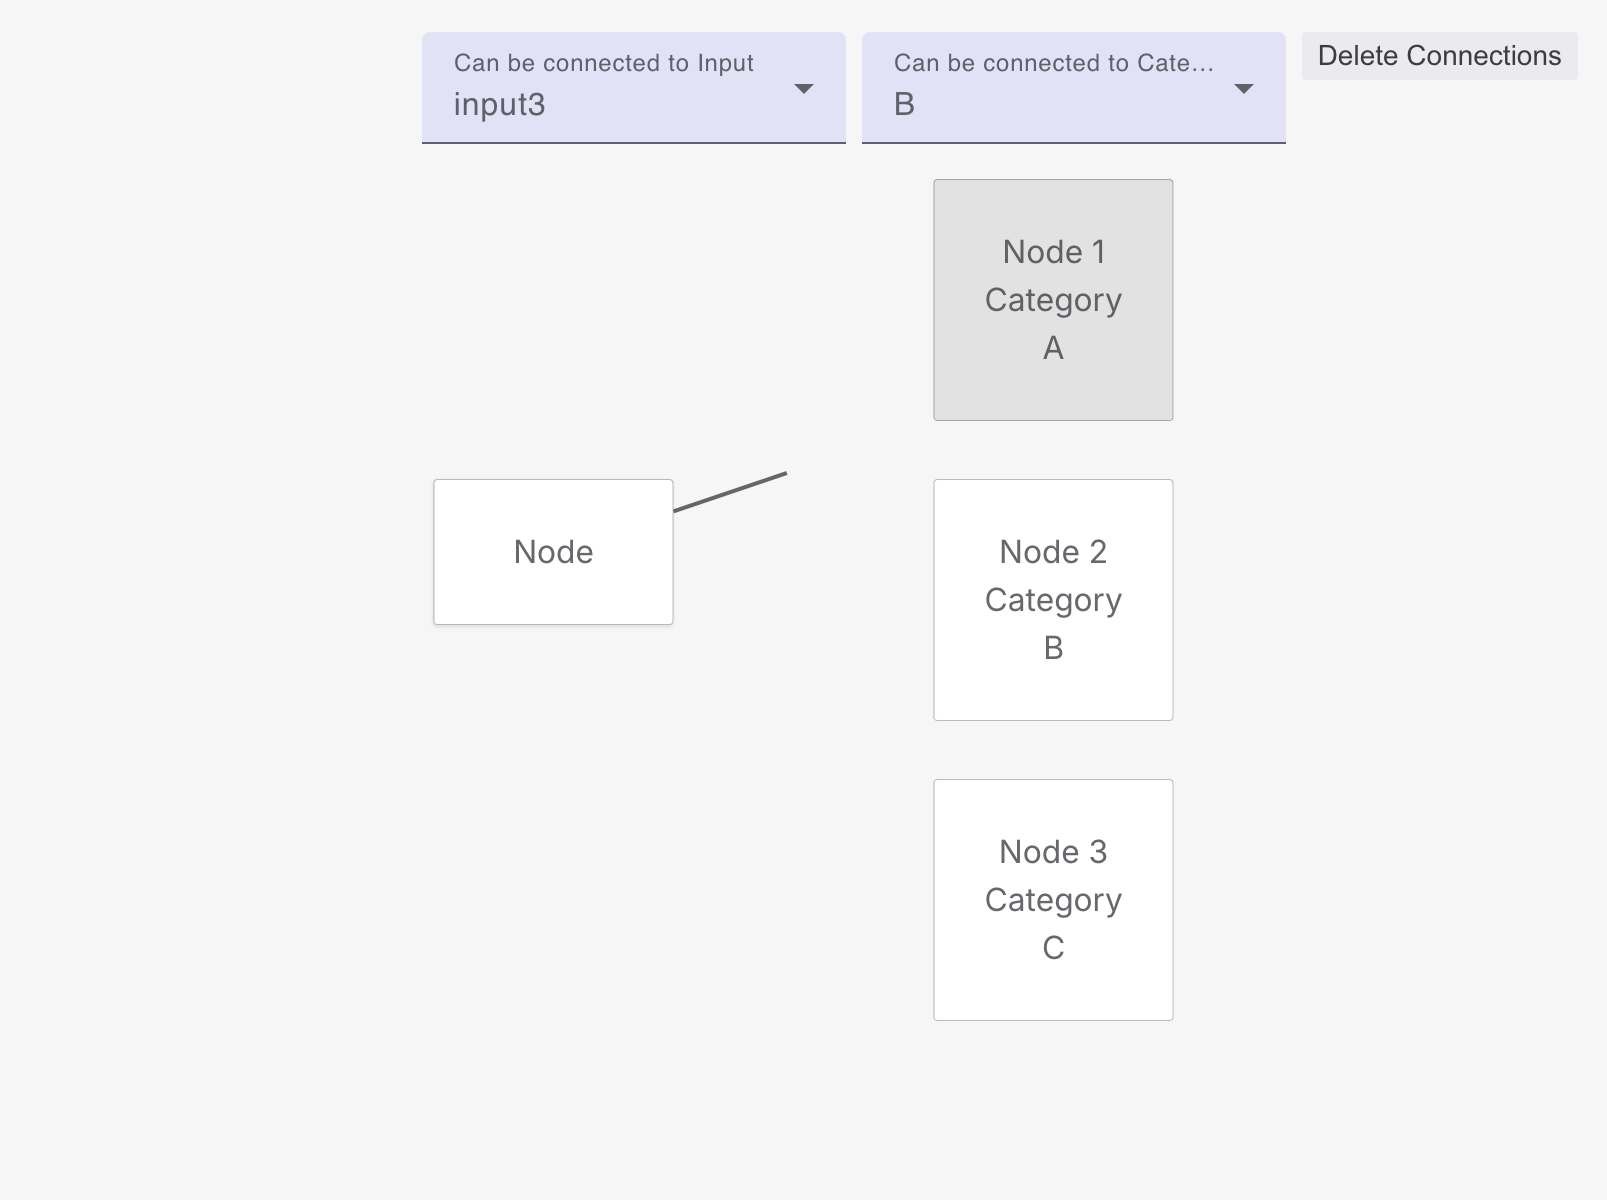 Can be connected to Input
input3
Can be connected to Cate...
B
Delete Connections
Node 1
Category
A
Node
Node 2
Category
B
Node 3
Category
C